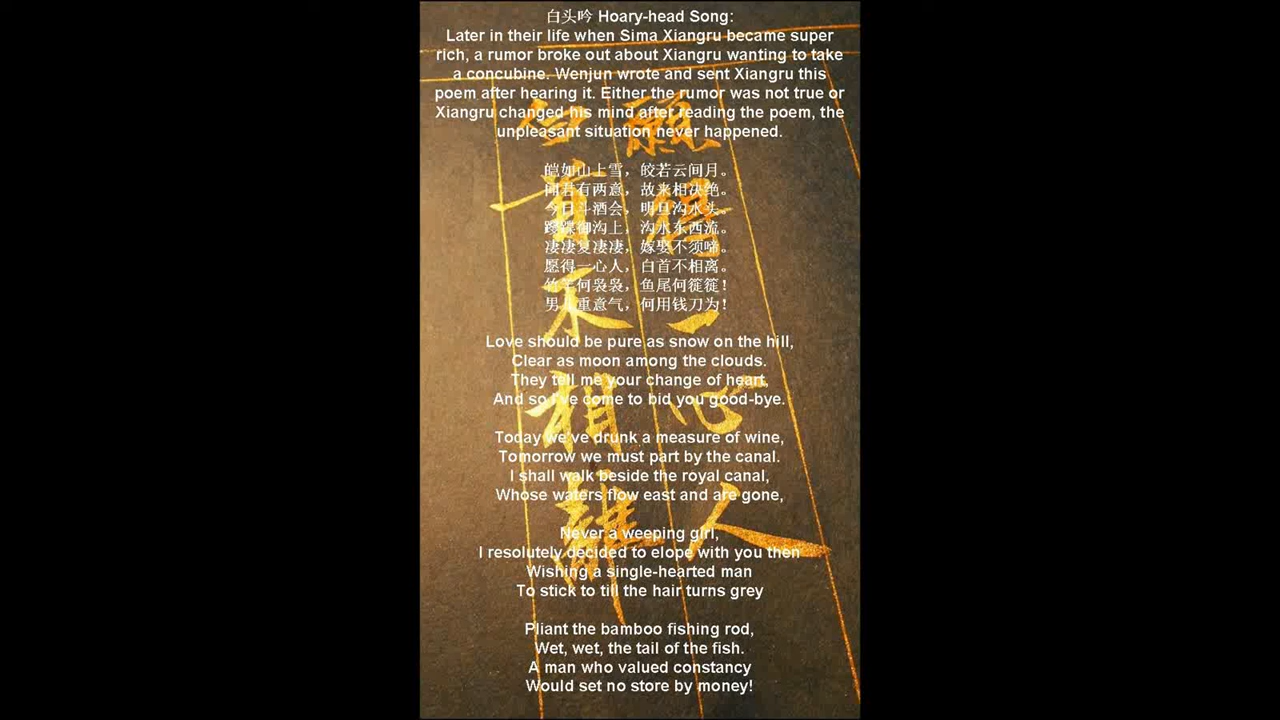 白头吟 Hoary-head Song:
Later in their life when Sima Xiangru became super
rich, a rumor broke out about Xiangru wanting to take
a concubine. Wenjun wrote and sent Xiangru this
poem after hearing it. Either the rumor was not true or
Xiangru changed his mind after reading the poem, the
unpleasant situation never happened.
皑如山上雪，皎若云间月。
闻君有两意，故来相决绝。
今日斗酒会，明旦沟水头。
躞蹀御沟上，沟水东西流。
凄凄复凄凄，嫁娶不须啼。
愿得一心人，白首不相离。
竹竿何袅袅，鱼尾何簁簁！
男儿重意气，何用钱刀为！
Love should be pure as snow on the hill,
Clear as moon among the clouds.
They tell me your change of heart,
And so I've come to bid you good-bye.
Today we've drunk a measure of wine,
Tomorrow we must part by the canal.
I shall walk beside the royal canal,
Whose waters flow east and are gone,
Never a weeping girl,
I resolutely decided to elope with you then
Wishing a single-hearted man
To stick to till the hair turns grey
Pliant the bamboo fishing rod,
Wet, wet, the tail of the fish.
A man who valued constancy
Would set no store by money!
願得一心人
白首不相離